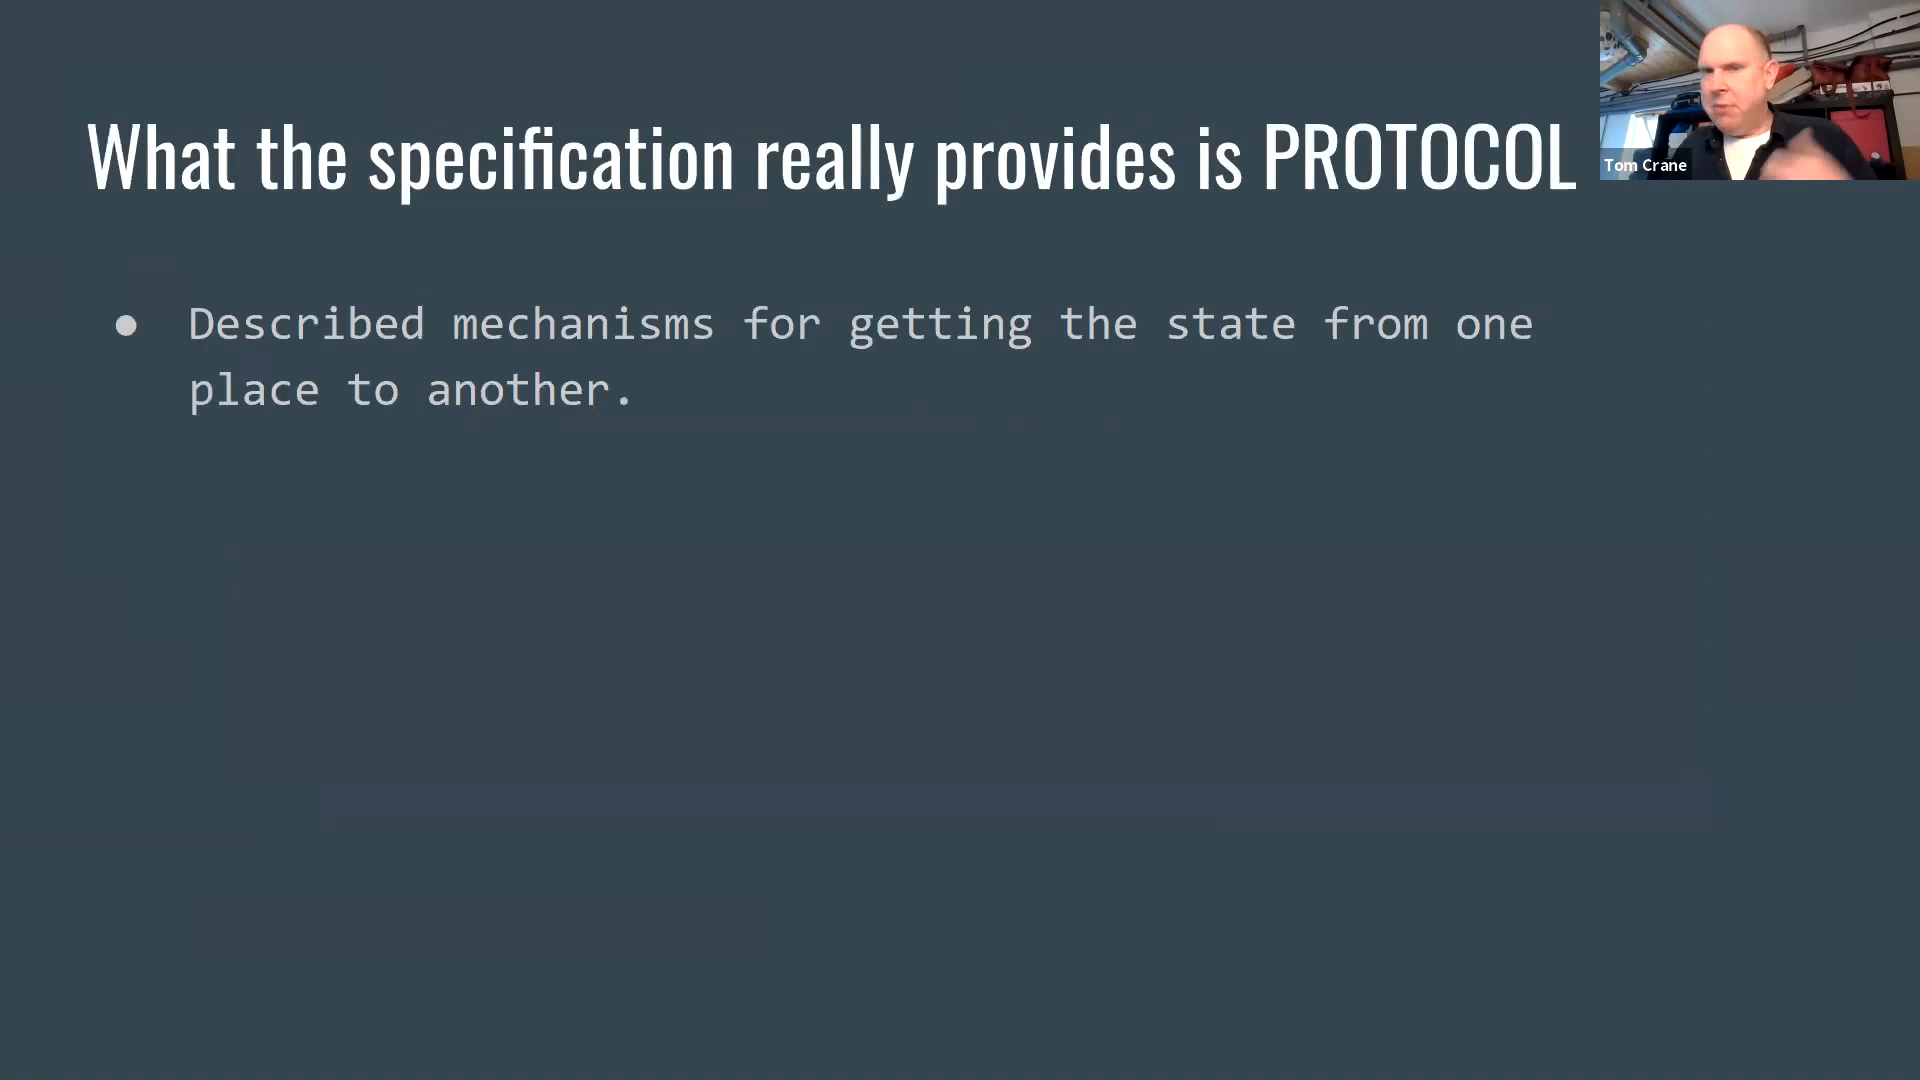 What the specification really provides is PROTOCOL
Tom Crane
● Described mechanisms for getting the state from one
place to another.